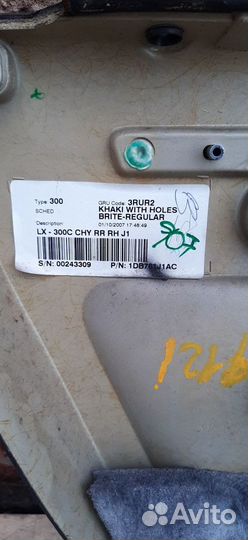 Type 300
GRU Code: 3RUR2
SCHED
KHAKI WITH HOLES
BRITE-REGULAR
Description:
01/10/2007 17:48:49
LX - 300C CHY RR RH J1
S/N: 00243309
P/N: 1DB761J1AC
Avito